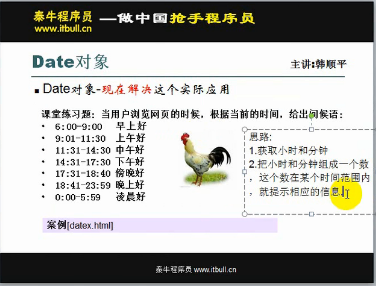 泰牛程序员 —做中国抢手程序员
www.itbull.cn
Date对象
主讲:韩顺平
▪ Date对象-现在解决这个实际应用
课堂练习题: 当用户浏览网页的时候，根据当前的时间，给出问候语:
• 6:00-9:00 早上好
• 9:01-11:30 上午好
• 11:31-14:30 中午好
• 14:31-17:30 下午好
• 17:31-18:40 傍晚好
• 18:41-23:59 晚上好
• 0:00-5:59 凌晨好
思路:
1.获取小时和分钟
2.把小时和分钟组成一个数
，这个数在某个时间范围内
，就提示相应的信息.
案例[datex.html]
泰牛程序员 www.itbull.cn